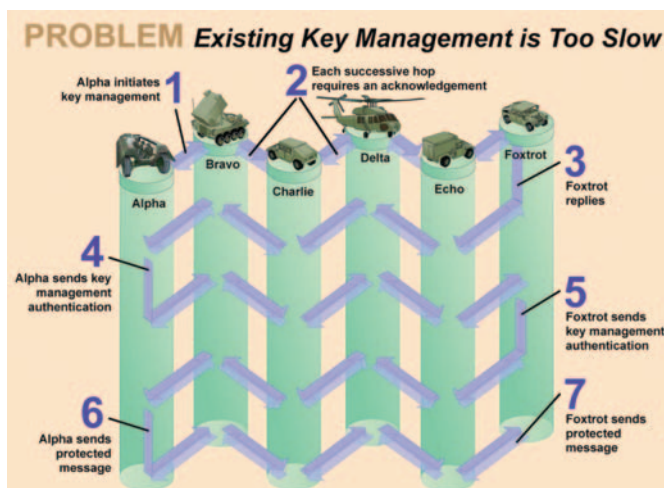 PROBLEM Existing Key Management is Too Slow
1
Alpha initiates
key management
2
Each successive hop
requires an acknowledgement
Alpha
Bravo
Charlie
Delta
Echo
Foxtrot
3
Foxtrot
replies
4
Alpha sends key
management
authentication
5
Foxtrot sends
key management
authentication
6
Alpha sends
protected
message
7
Foxtrot sends
protected
message